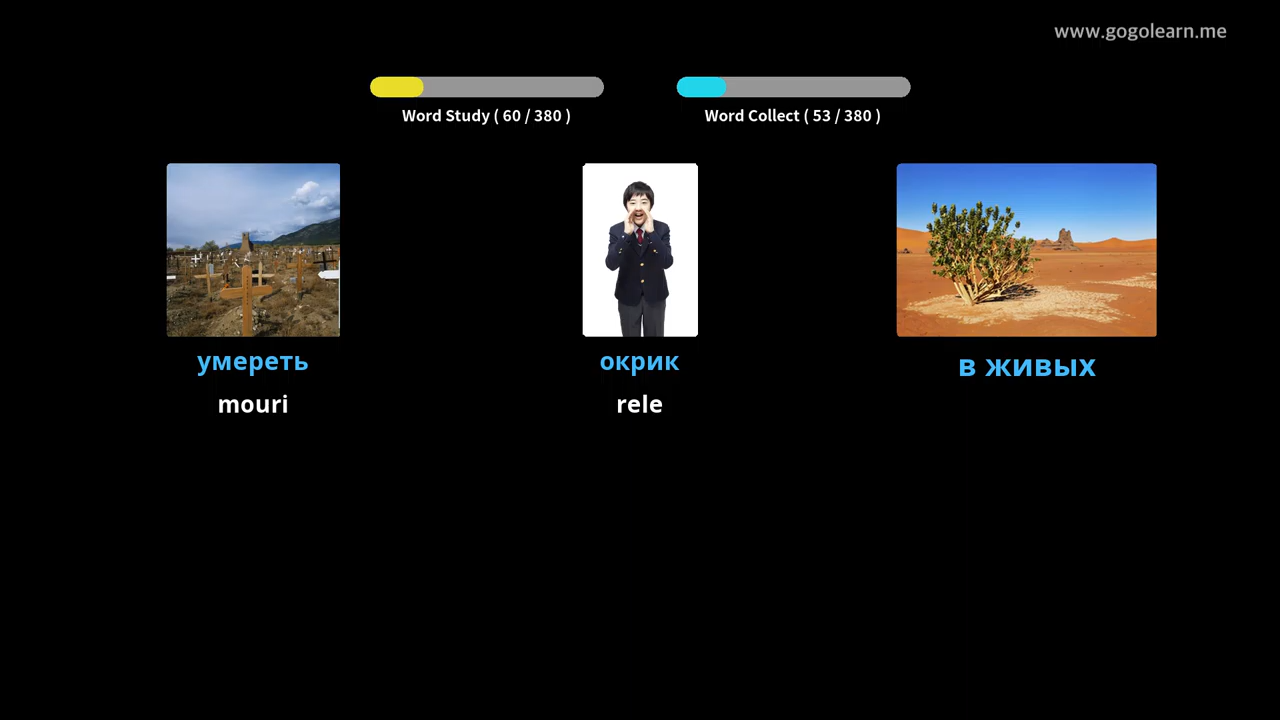 www.gogolearn.me
Word Study ( 60 / 380 )
Word Collect ( 53 / 380 )
умереть
mouri
окрик
rele
в живых